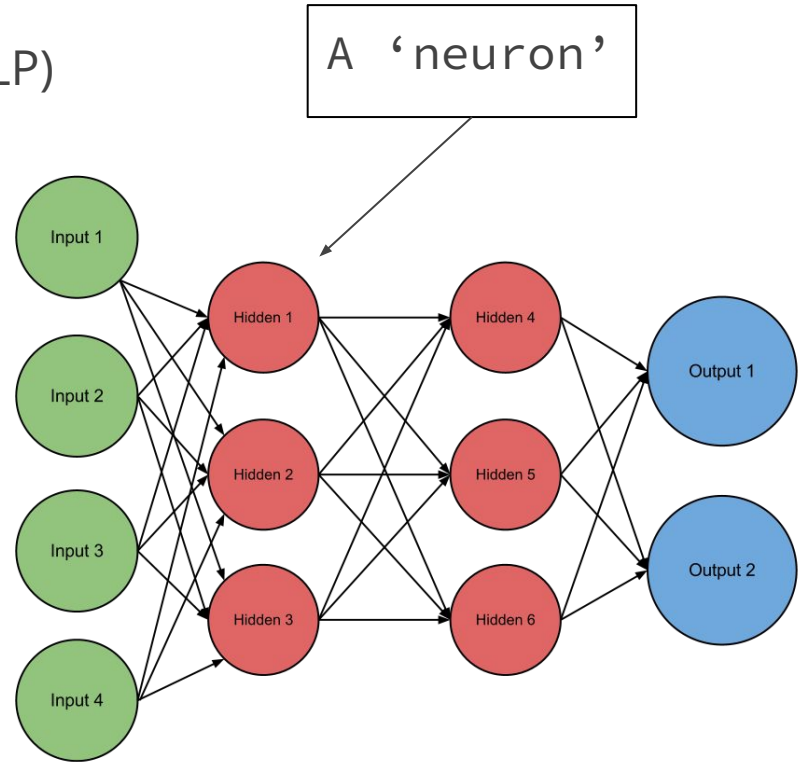 LP)
A ‘neuron’
Input 1
Input 2
Input 3
Input 4
Hidden 1
Hidden 2
Hidden 3
Hidden 4
Hidden 5
Hidden 6
Output 1
Output 2